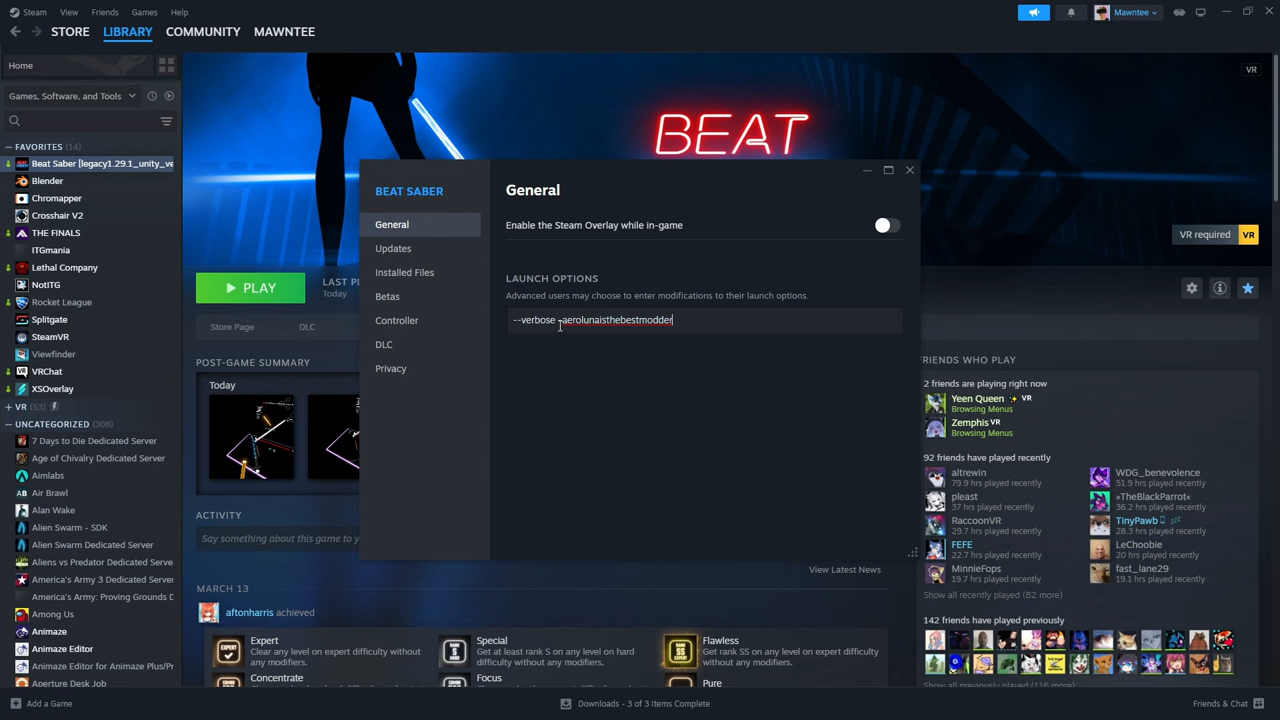 Steam View Friends Games Help
Mawntee
STORE LIBRARY COMMUNITY MAWNTEE
Home
Games, Software, and Tools
FAVORITES (14)
Beat Saber [legacy1.29.1_unity_ve
Blender
Chromapper
Crosshair V2
THE FINALS
ITGmania
Lethal Company
NotITG
Rocket League
Splitgate
SteamVR
Viewfinder
VRChat
XSOverlay
VR (53)
UNCATEGORIZED (308)
7 Days to Die Dedicated Server
Age of Chivalry Dedicated Server
Aimlabs
Air Brawl
Alan Wake
Alien Swarm - SDK
Alien Swarm Dedicated Server
Aliens vs Predator Dedicated Server
America's Army 3 Dedicated Server
America's Army: Proving Grounds D
Among Us
Animaze
Animaze Editor
Animaze Editor for Animaze Plus/P
Aperture Desk Job
VR
BEAT
VR required VR
PLAY
LAST P
Today
Store Page DLC
POST-GAME SUMMARY
Today
ACTIVITY
Say something about this game to y
View Latest News
MARCH 13
aftonharris achieved
Expert
Clear any level on expert difficulty without any modifiers.
Special
Get at least rank S on any level on hard difficulty without any modifiers.
Flawless
Get rank SS on any level on expert difficulty without any modifiers.
Concentrate
Focus
Pure
BEAT SABER
General
Updates
Installed Files
Betas
Controller
DLC
Privacy
General
Enable the Steam Overlay while in-game
LAUNCH OPTIONS
Advanced users may choose to enter modifications to their launch options.
--verbose -aerolunaisthebestmodder
FRIENDS WHO PLAY
2 friends are playing right now
Yeen Queen VR
Browsing Menus
Zemphis VR
Browsing Menus
92 friends have played recently
altrewin
79.9 hrs played recently
WDG_benevolence
51.9 hrs played recently
pleast
37 hrs played recently
»TheBlackParrot«
36.2 hrs played recently
RaccoonVR
29.7 hrs played recently
TinyPawb
28.3 hrs played recently
FEFE
22.7 hrs played recently
LeChoobie
20 hrs played recently
MinnieFops
19.7 hrs played recently
fast_lane29
19.1 hrs played recently
Show all recently played (82 more)
142 friends have played previously
Show all previously played (116 more)
Add a Game
Downloads - 3 of 3 Items Complete
Friends & Chat